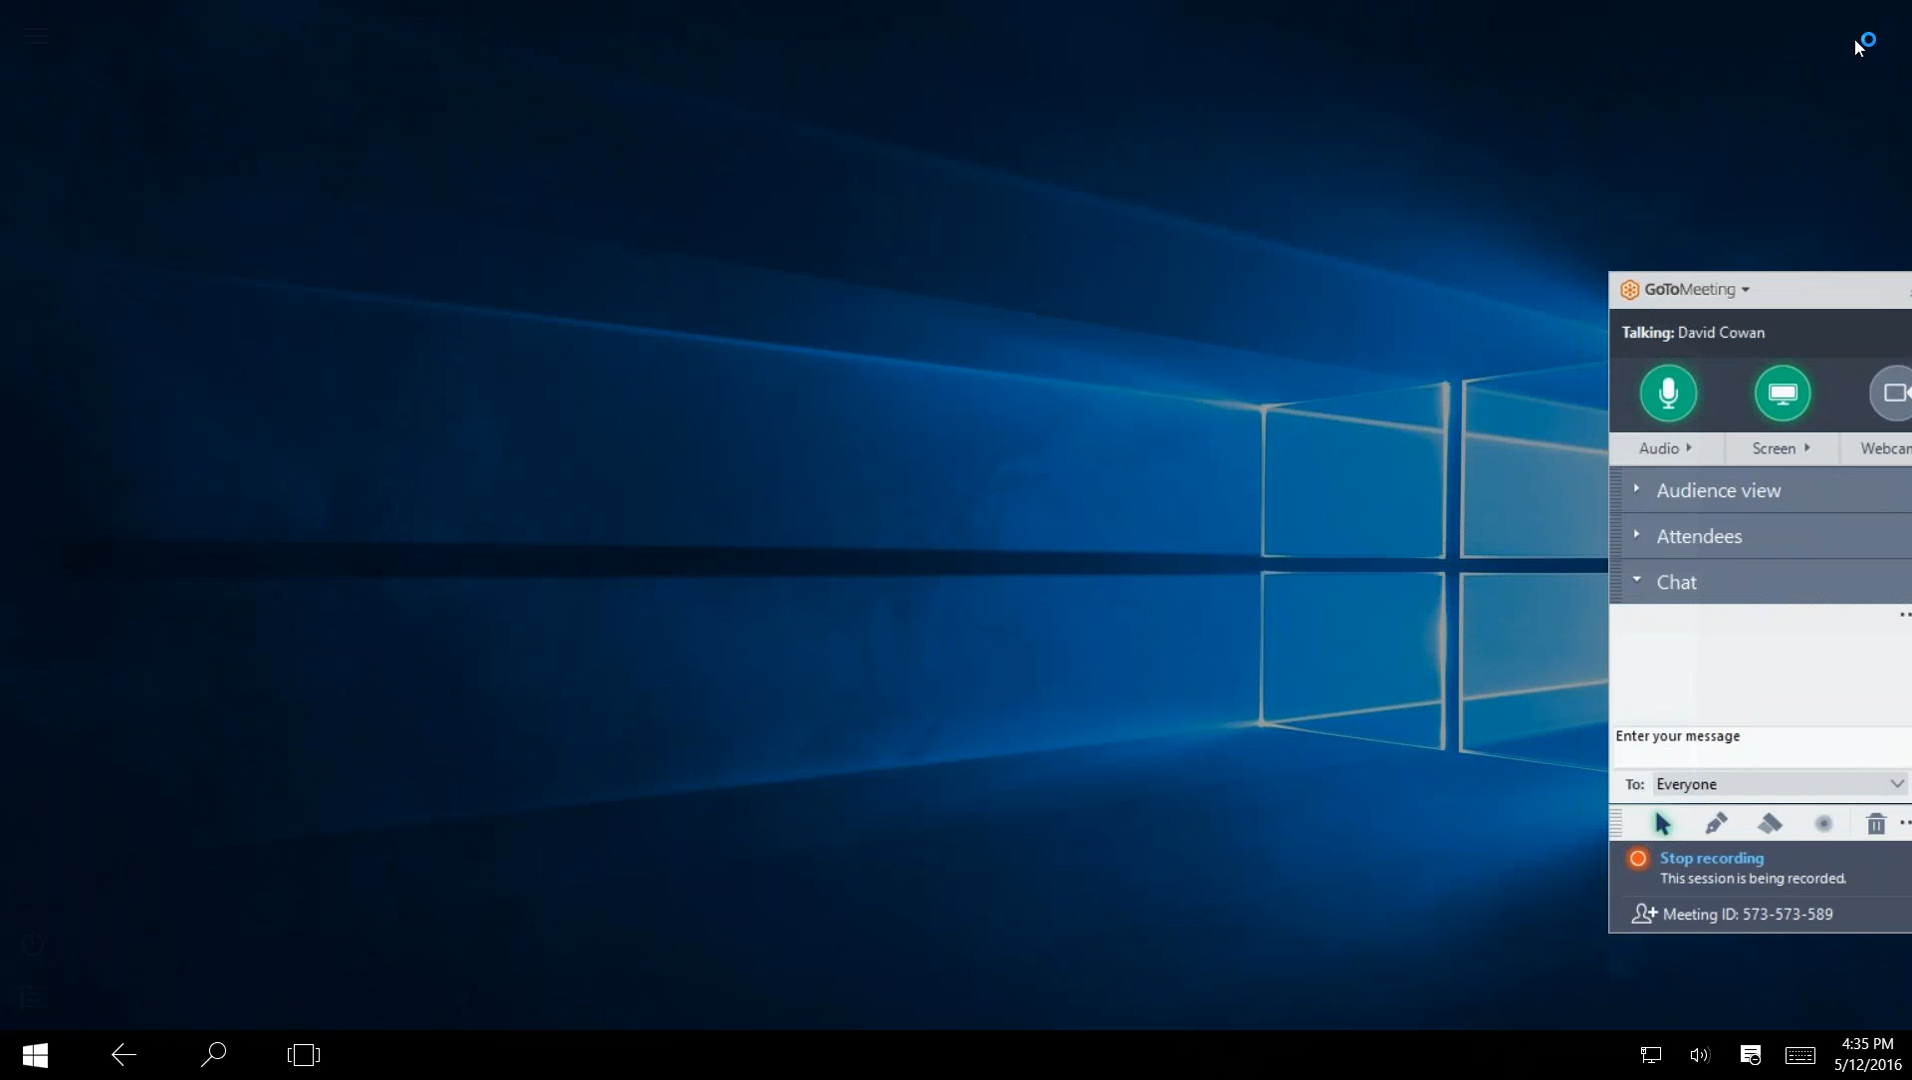 GoToMeeting
Talking: David Cowan
Audio
Screen
Webcam
Audience view
Attendees
Chat
Enter your message
To: Everyone
Stop recording
This session is being recorded.
Meeting ID: 573-573-589
4:35 PM
5/12/2016